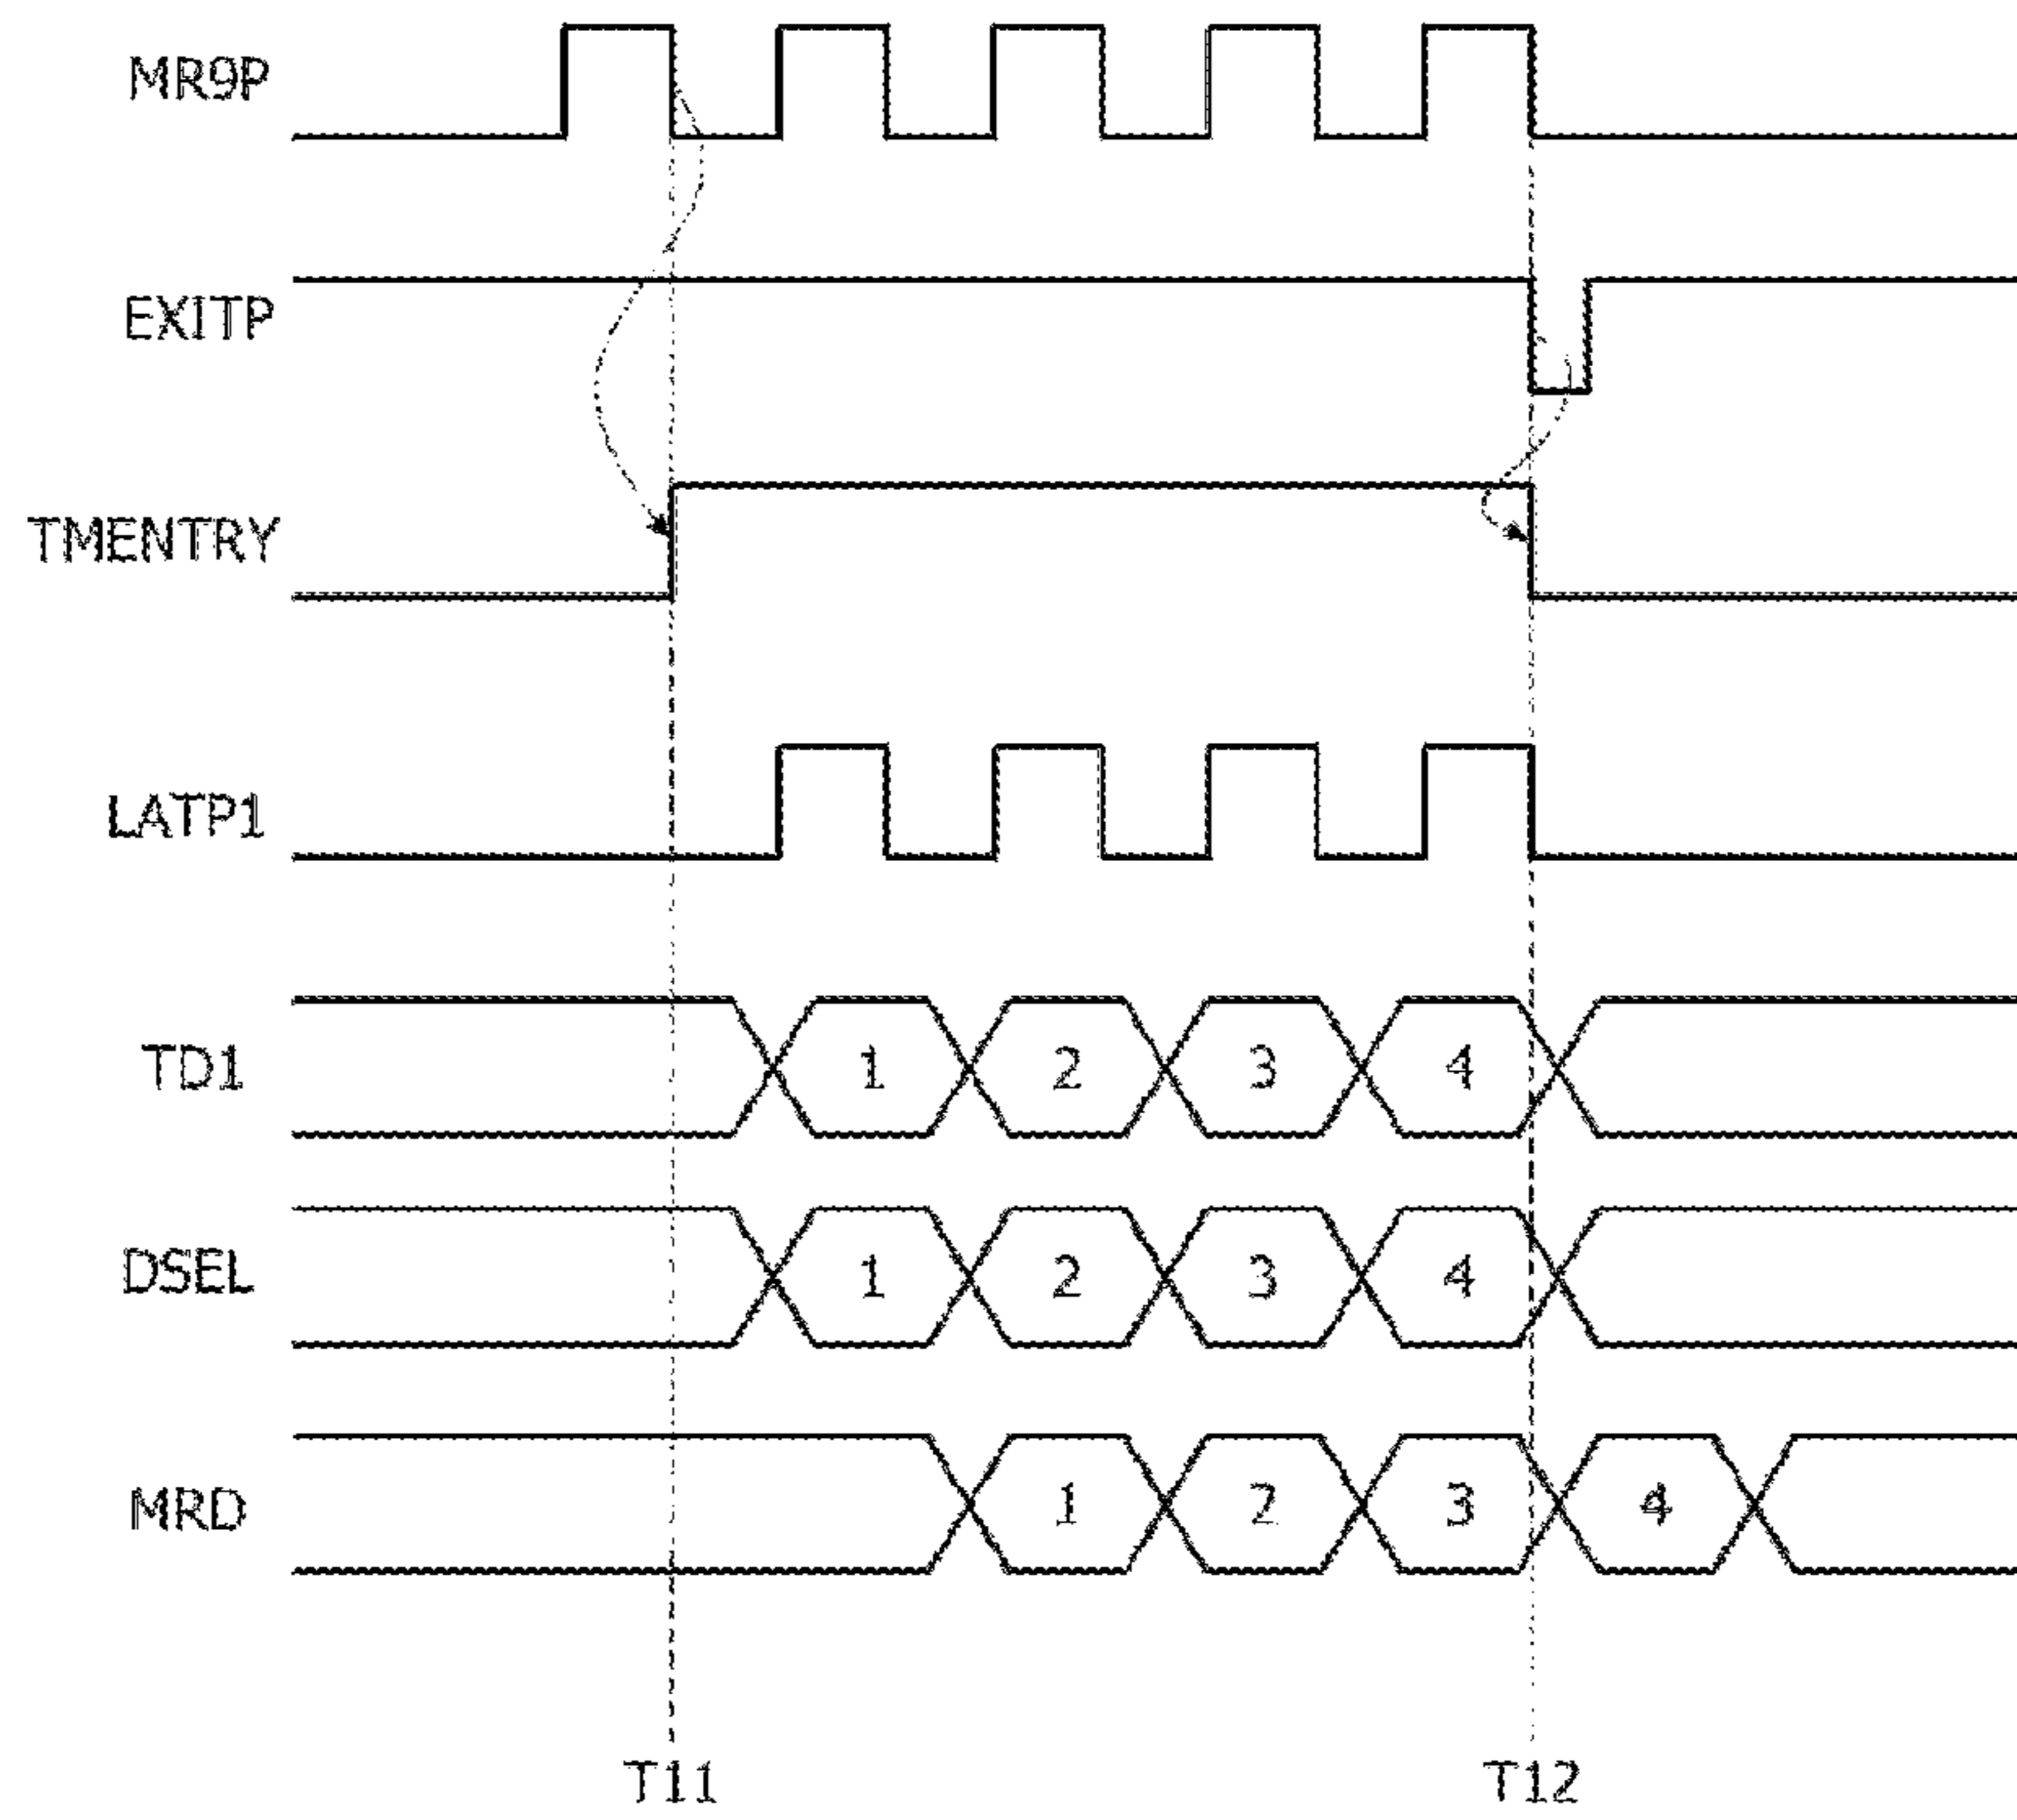 MR9P
EXITP
TMENTRY
LATP1
TD1 1 2 3 4
DSEL 1 2 3 4
MRD 1 2 3 4
T11 T12